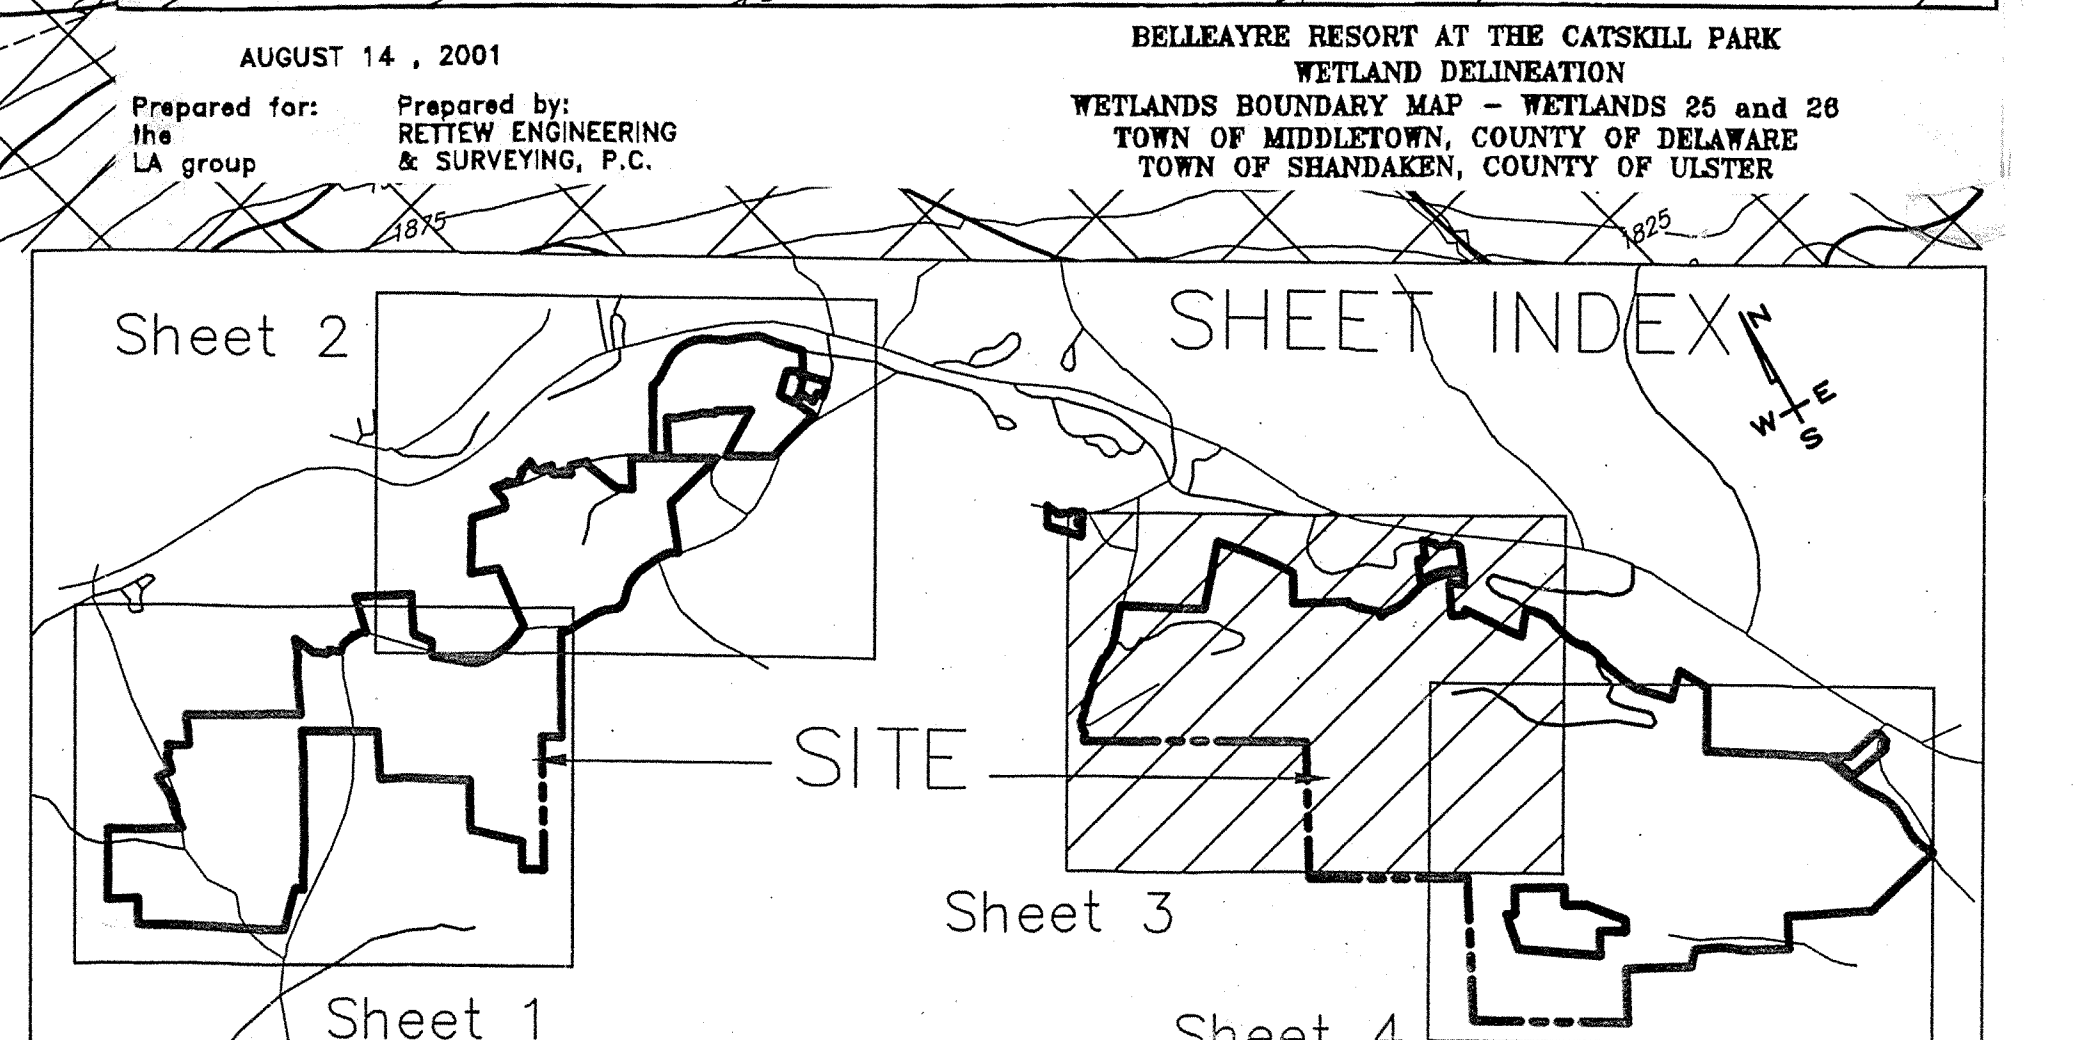 AUGUST 14 , 2001
Prepared for:
the
LA group
Prepared by:
RETTEW ENGINEERING
& SURVEYING, P.C.
BELLEAYRE RESORT AT THE CATSKILL PARK
WETLAND DELINEATION
WETLANDS BOUNDARY MAP - WETLANDS 25 and 26
TOWN OF MIDDLETOWN, COUNTY OF DELAWARE
TOWN OF SHANDAKEN, COUNTY OF ULSTER
1875
1825
Sheet 2
SHEET INDEX
N
E
W
S
SITE
Sheet 3
Sheet 1
Sheet 4